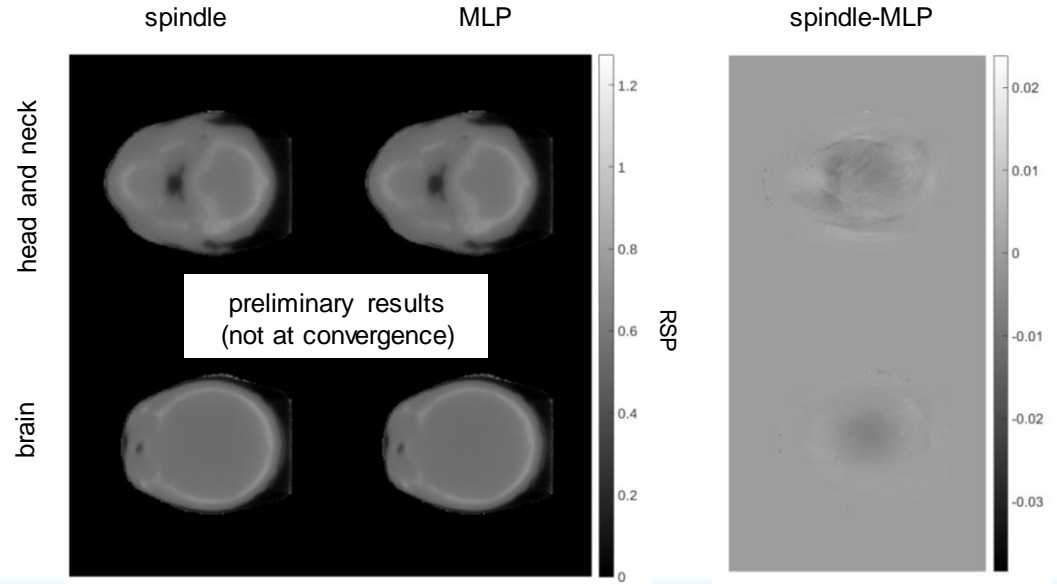 spindle MLP spindle-MLP
head and neck
brain
preliminary results
(not at convergence)
1.2
1
0.8
0.6
0.4
0.2
0
RSP
0.02
0.01
0
-0.01
-0.02
-0.03